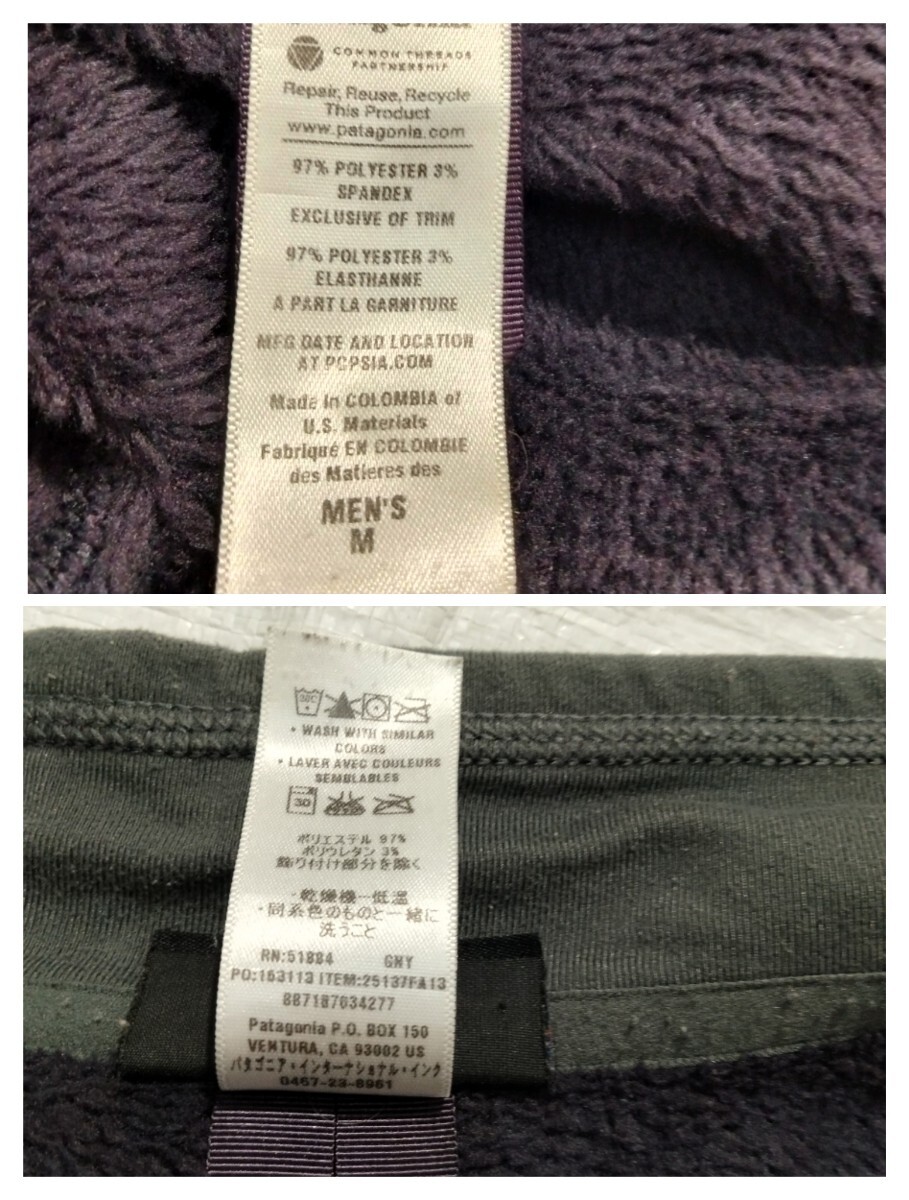 COMMON THREADS
PARTNERSHIP
Repair, Reuse, Recycle
This Product
www.patagonia.com
97% POLYESTER 3%
SPANDEX
EXCLUSIVE OF TRIM
97% POLYESTER 3%
ELASTHANNE
A PART LA GARNITURE
MFG DATE AND LOCATION
AT PCPSIA.COM
Made in COLOMBIA of
U.S. Materials
Fabriqué EN COLOMBIE
des Matieres des
MEN'S
M
30C
• WASH WITH SIMILAR
COLORS
• LAVER AVEC COULEURS
SEMBLABLES
30
ポリエステル 97%
ポリウレタン 3%
飾り付け部分を除く
・乾燥機ー低温
・同系色のものと一緒に
洗うこと
RN:51884 GNY
PO:163113 ITEM:25137FA13
887187634277
Patagonia P.O. BOX 150
VENTURA, CA 93002 US
パタゴニア・インターナショナル・インク
0467-23-8961